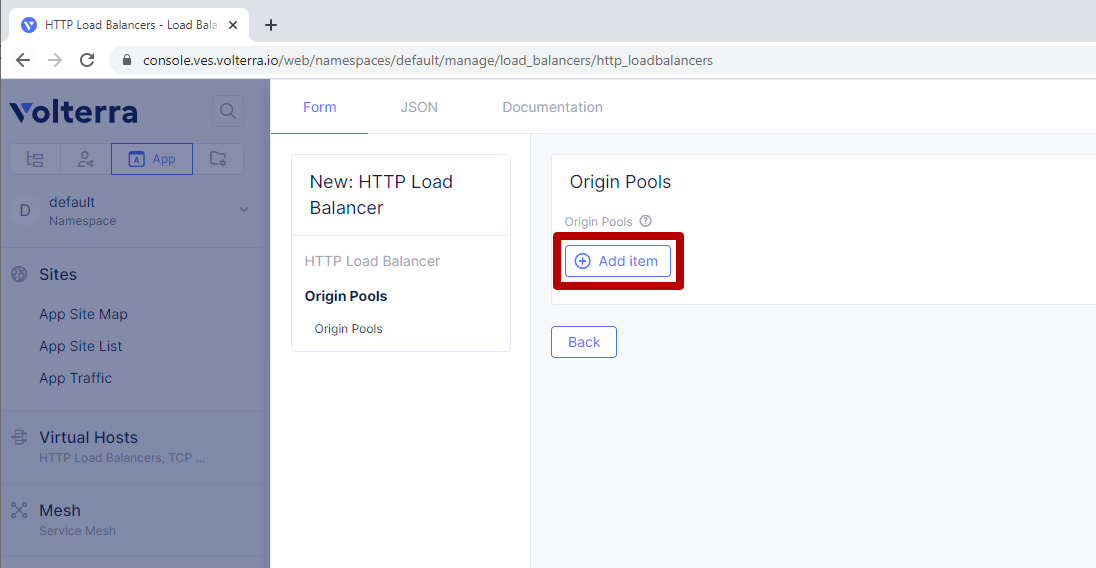 HTTP Load Balancers - Load Bala
console.ves.volterra.io/web/namespaces/default/manage/load_balancers/http_loadbalancers
Volterra
A App
D
default
Namespace
Sites
App Site Map
App Site List
App Traffic
Virtual Hosts
HTTP Load Balancers, TCP ...
Mesh
Service Mesh
Form
JSON
Documentation
New: HTTP Load
Balancer
HTTP Load Balancer
Origin Pools
Origin Pools
Origin Pools
Origin Pools
Add item
Back